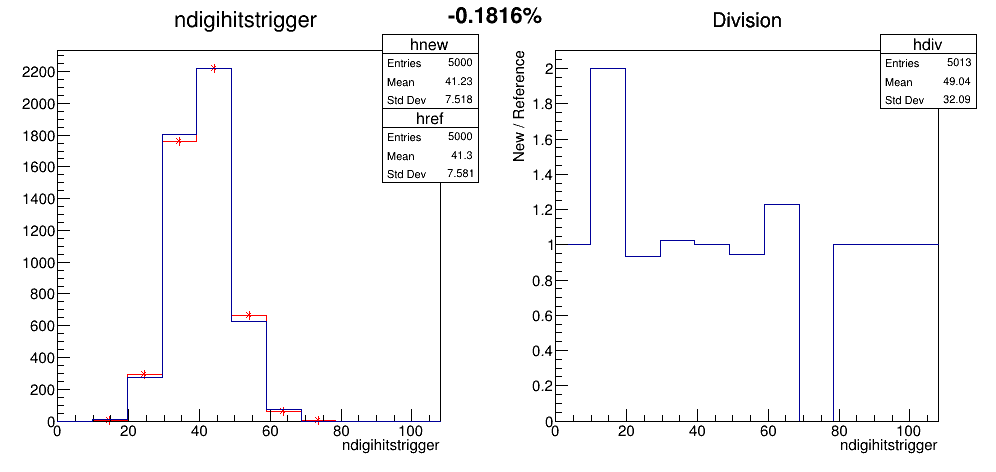 ndigihitstrigger
-0.1816%
Division
hnew
Entries 5000
Mean 41.23
Std Dev 7.518
href
Entries 5000
Mean 41.3
Std Dev 7.581
2200
2000
1800
1600
1400
1200
1000
800
600
400
200
0
0 20 40 60 80 100
ndigihitstrigger
hdiv
Entries 5013
Mean 49.04
Std Dev 32.09
New / Reference
2
1.8
1.6
1.4
1.2
1
0.8
0.6
0.4
0.2
0
0 20 40 60 80 100
ndigihitstrigger